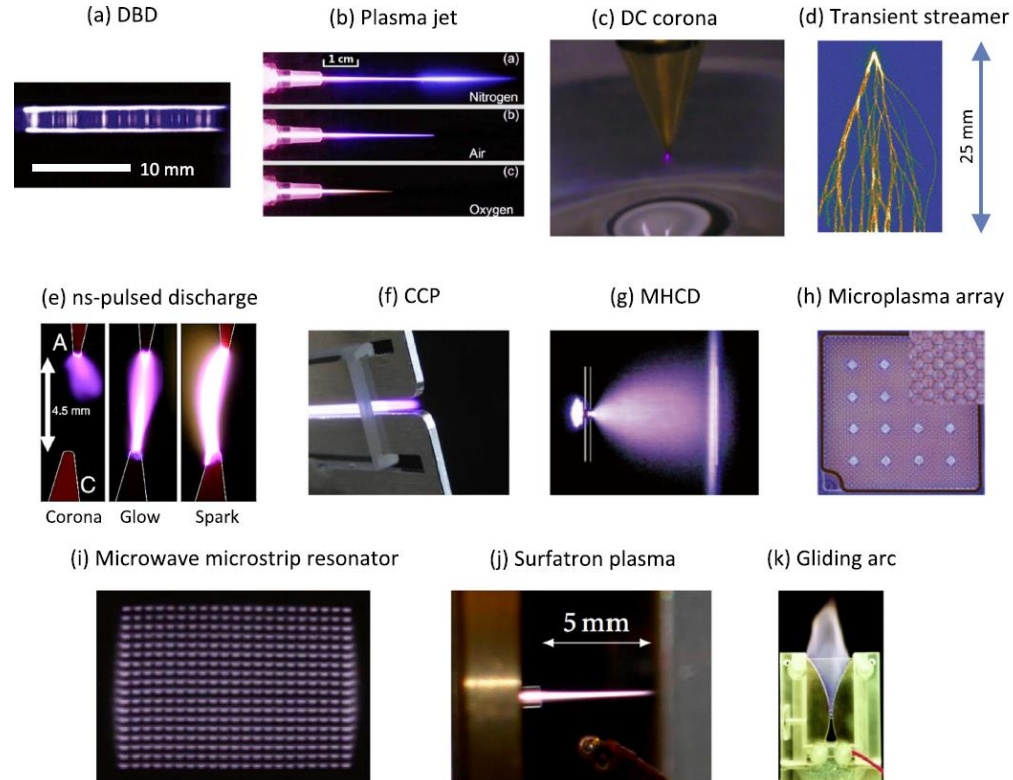 (a) DBD
(b) Plasma jet
(c) DC corona
(d) Transient streamer
10 mm
1 cm
(a)
Nitrogen
(b)
Air
(c)
Oxygen
25 mm
(e) ns-pulsed discharge
(f) CCP
(g) MHCD
(h) Microplasma array
A
4.5 mm
C
Corona
Glow
Spark
(i) Microwave microstrip resonator
(j) Surfatron plasma
(k) Gliding arc
5 mm